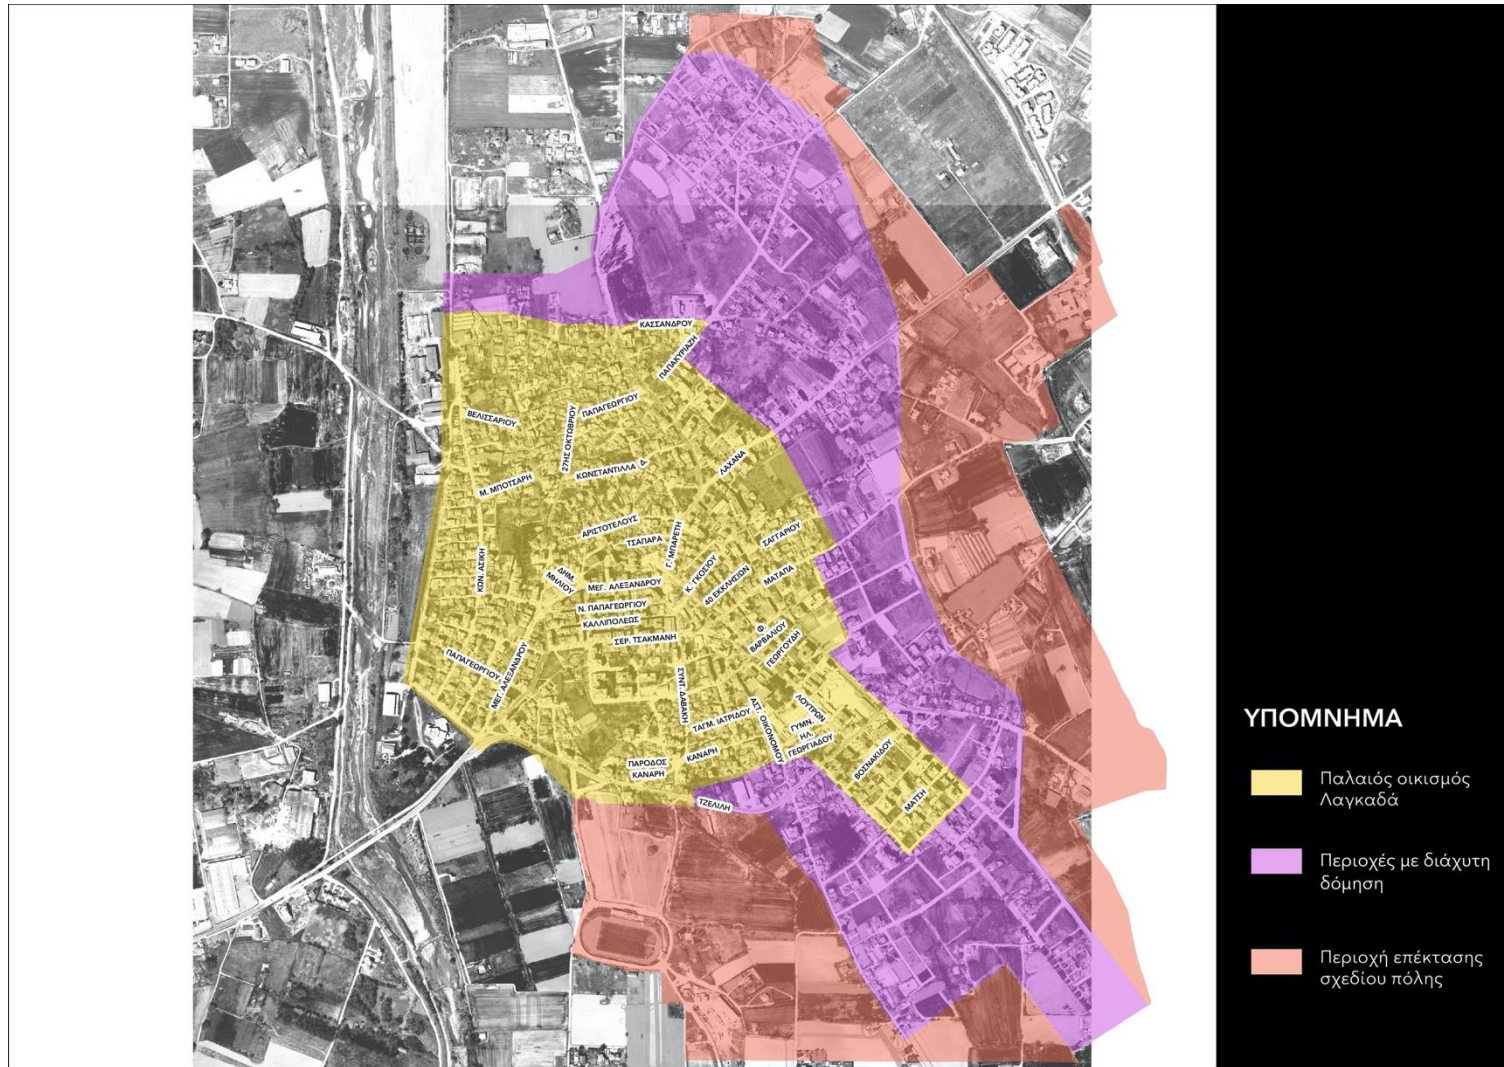 ΚΑΣΣΑΝΔΡΟΥ
ΠΑΠΑΚΥΡΙΑΖΗ
ΒΕΛΙΣΣΑΡΙΟΥ
27ΗΣ ΟΚΤΩΒΡΙΟΥ
ΠΑΠΑΓΕΩΡΓΙΟΥ
ΛΑΧΑΝΑ
ΚΩΝΣΤΑΝΤΙΛΛΑ Δ.
Μ. ΜΠΟΤΣΑΡΗ
ΑΡΙΣΤΟΤΕΛΟΥΣ
ΤΣΑΠΑΡΑ
Γ. ΜΠΑΡΕΤΗ
ΣΑΓΓΑΡΙΟΥ
ΚΩΝ. ΑΣΙΚΗ
ΔΗΜ.
ΜΗΛΙΟΥ
ΜΕΓ. ΑΛΕΞΑΝΔΡΟΥ
Κ. ΓΚΟΣΙΟΥ
40 ΕΚΚΛΗΣΙΩΝ
ΜΑΤΑΠΑ
Ν. ΠΑΠΑΓΕΩΡΓΙΟΥ
ΚΑΛΛΙΠΟΛΕΩΣ
ΣΕΡ. ΤΣΑΚΜΑΝΗ
Φ.
ΒΑΡΒΑΛΙΟΥ
ΓΕΩΡΓΟΥΔΗ
ΠΑΠΑΓΕΩΡΓΙΟΥ
ΜΕΓ. ΑΛΕΞΑΝΔΡΟΥ
ΣΥΝΤ. ΔΑΒΑΚΗ
ΤΑΓΜ. ΙΑΤΡΙΔΟΥ
ΑΣΤ. ΟΙΚΟΝΟΜΟΥ
ΛΟΥΤΡΩΝ
ΓΥΜΝ.
ΗΛ.
ΓΕΩΡΓΙΑΔΟΥ
ΒΟΣΝΑΚΙΔΟΥ
ΚΑΝΑΡΗ
ΠΑΡΟΔΟΣ
ΚΑΝΑΡΗ
ΤΖΕΛΙΛΗ
ΜΑΤΣΗ
ΥΠΟΜΝΗΜΑ
Παλαιός οικισμός
Λαγκαδά
Περιοχές με διάχυτη
δόμηση
Περιοχή επέκτασης
σχεδίου πόλης